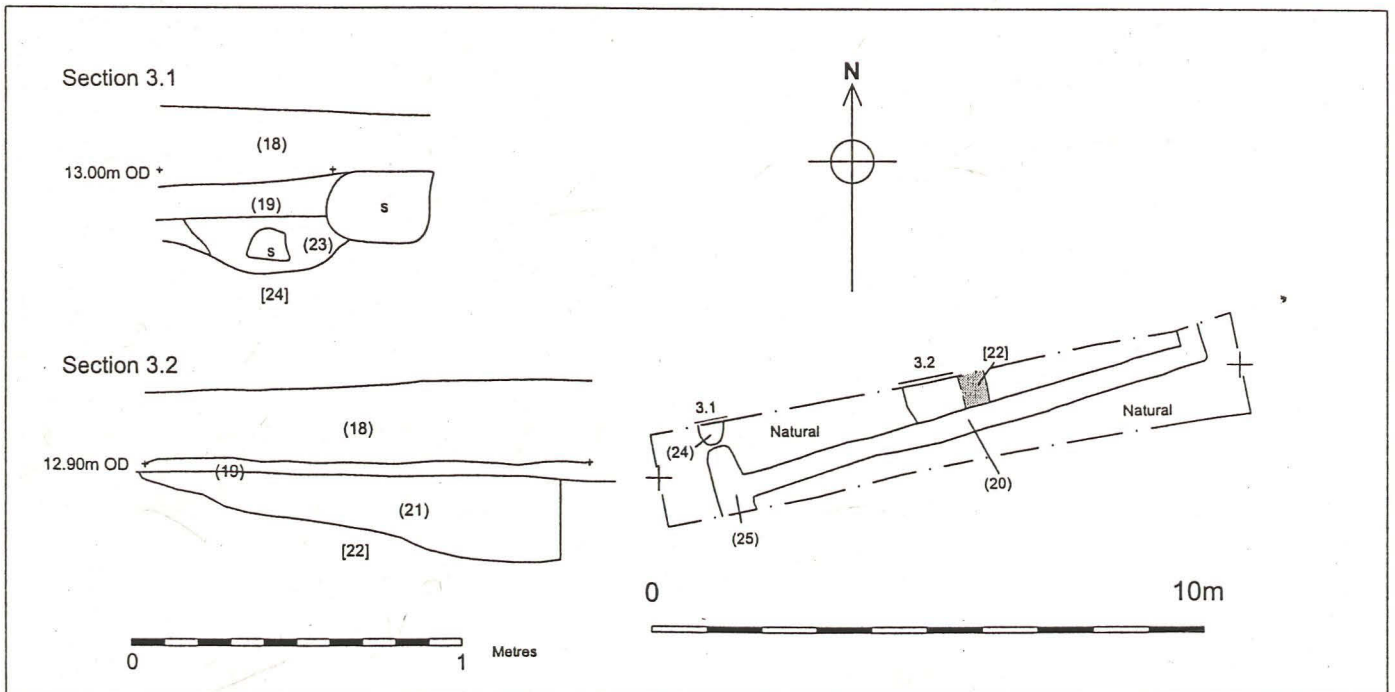 Section 3.1
(18)
13.00m OD
(19)
s
(23)
s
[24]
Section 3.2
(18)
12.90m OD
(19)
(21)
[22]
0
1
Metres
N
3.2
[22]
3.1
Natural
Natural
(24)
(20)
(25)
0
10m